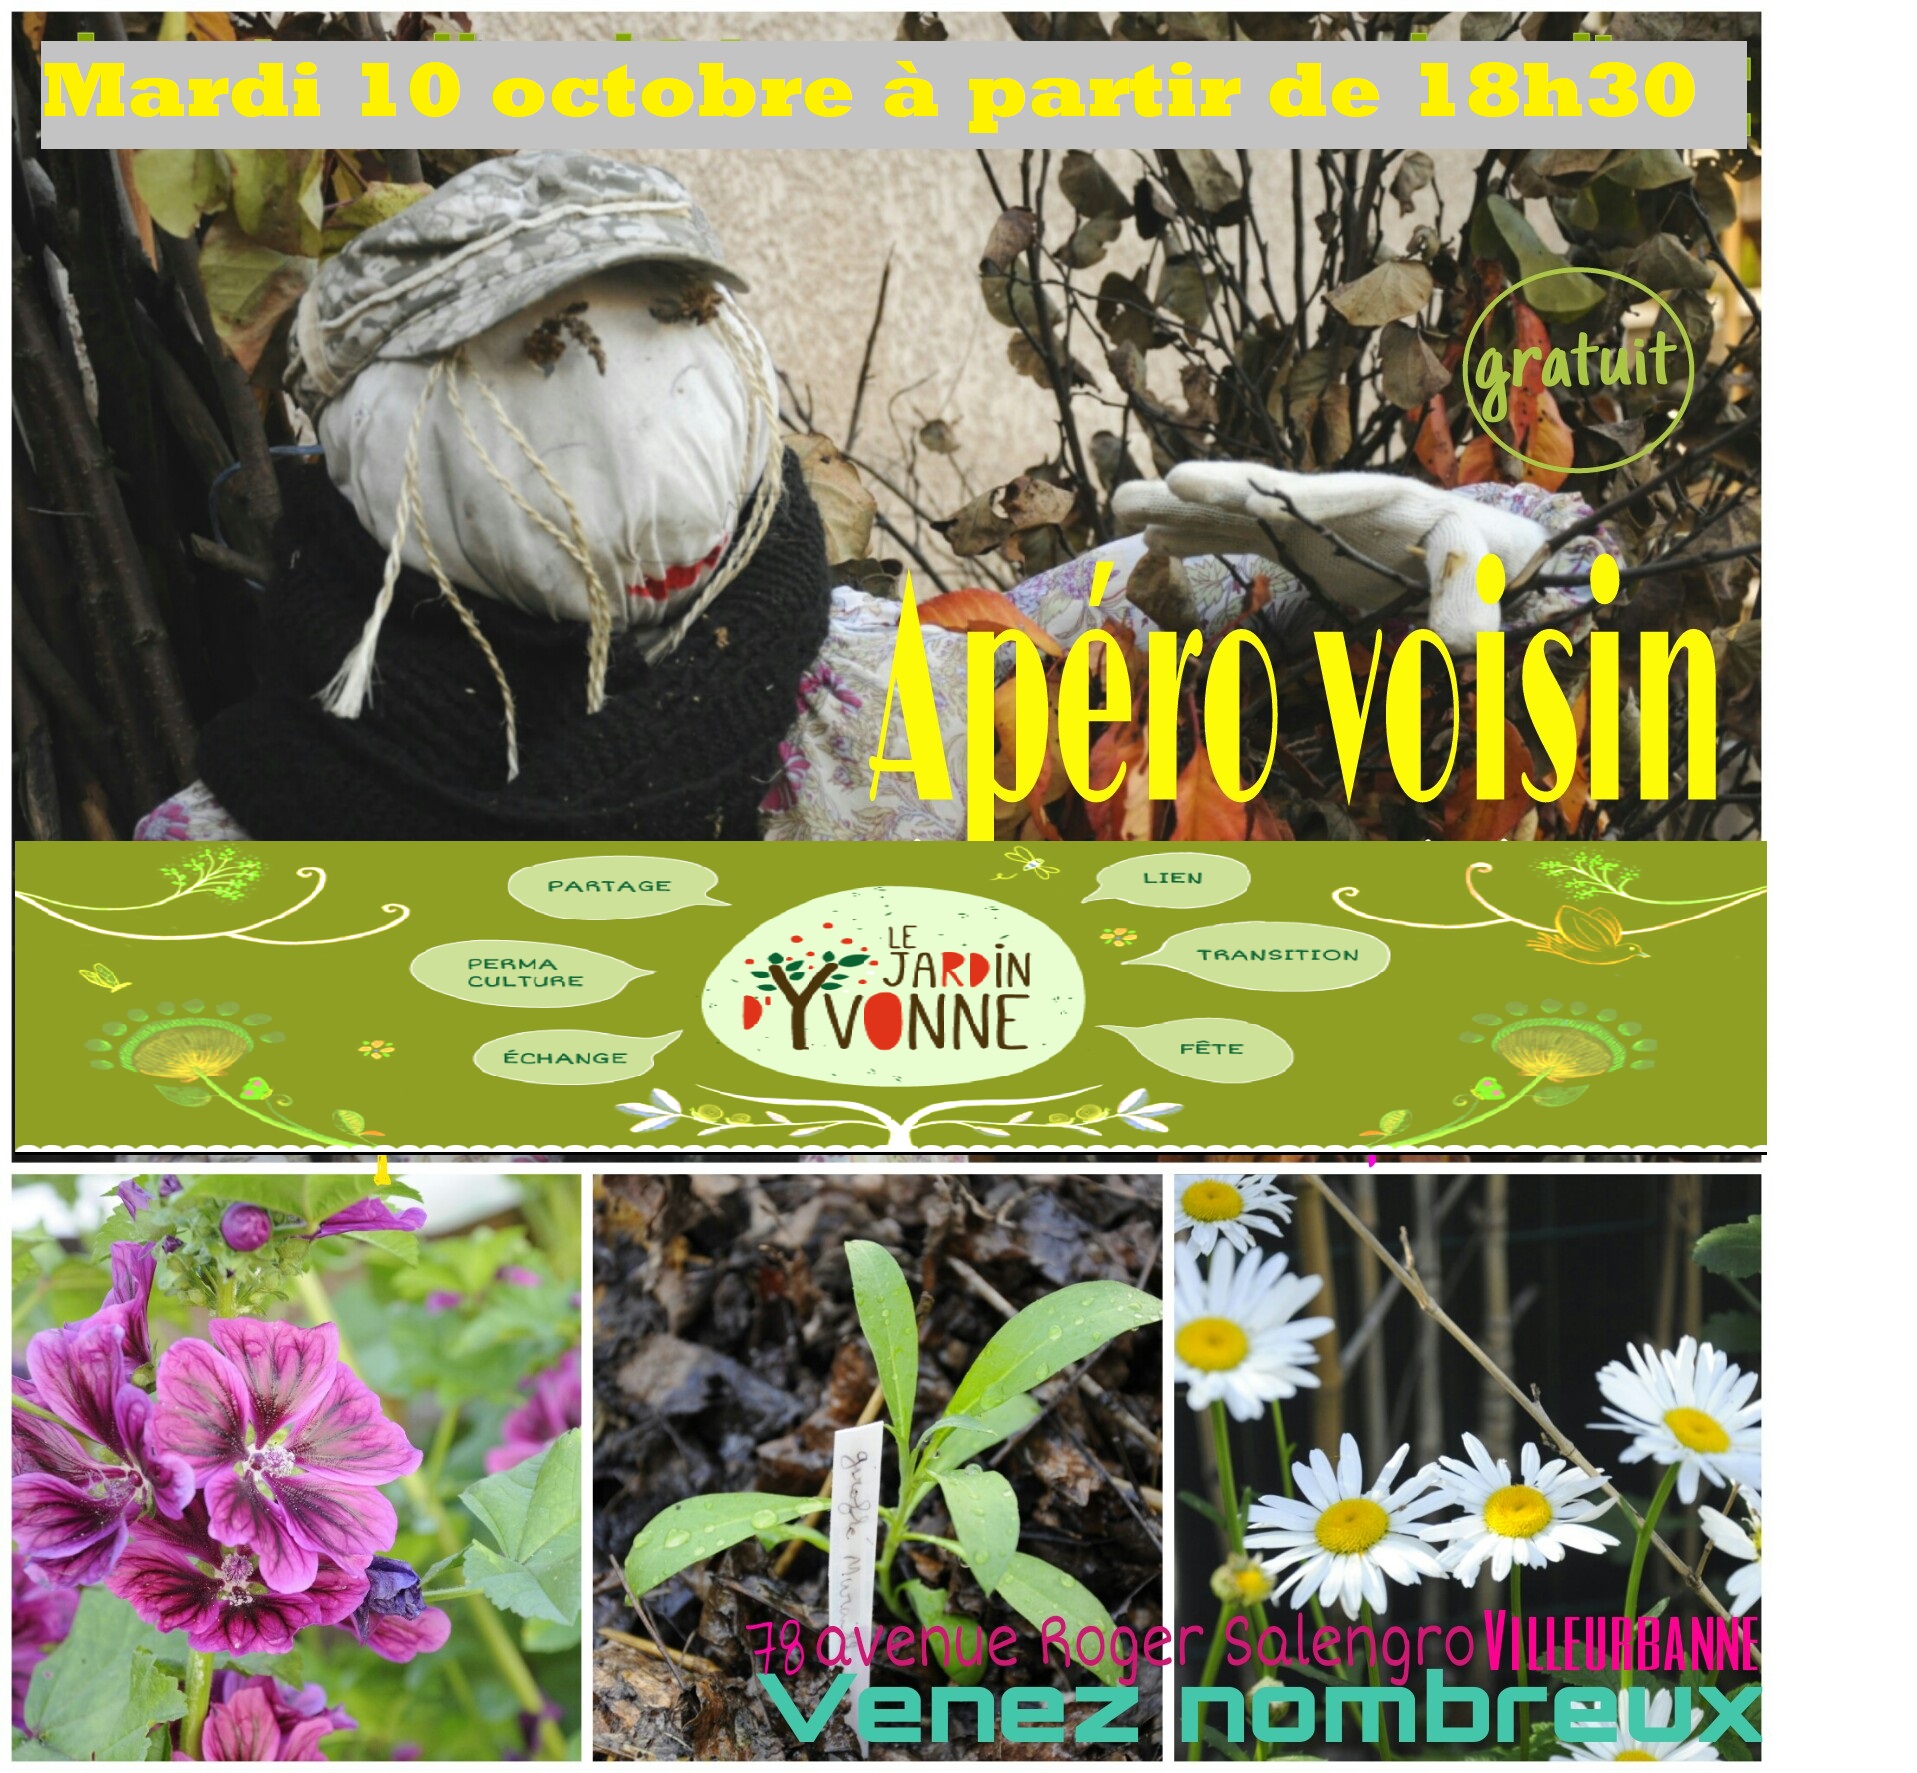 Mardi 10 octobre à partir de 18h30
gratuit
Apéro voisin
PARTAGE
LIEN
PERMA
CULTURE
TRANSITION
LE
JARDIN
D'YVONNE
ÉCHANGE
FÊTE
78 avenue Roger Salengro VILLEURBANNE
Venez nombreux